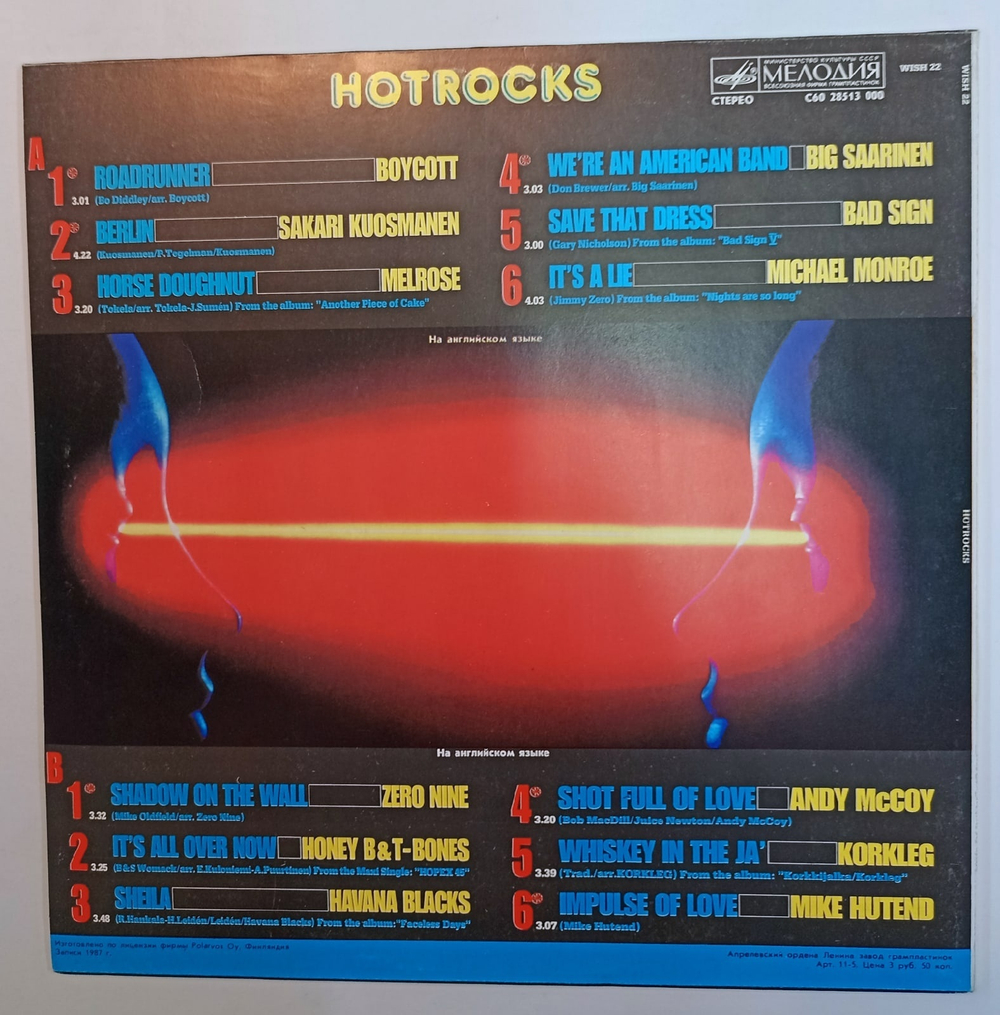 HOTROCKS
МИНИСТЕРСТВО КУЛЬТУРЫ СССР
МЕЛОДИЯ
ВСЕСОЮЗНАЯ ФИРМА ГРАМПЛАСТИНОК
СТЕРЕО
С60 28513 000
WISH 22
WISH 22
A
1 ROADRUNNER BOYCOTT
3.01 (Bo Diddley/arr. Boycott)
2 BERLIN SAKARI KUOSMANEN
4.22 (Kuosmanen/P.Tegelman/Kuosmanen)
3 HORSE DOUGHNUT MELROSE
3.20 (Tokela/arr. Tokela-J.Sumén) From the album: "Another Piece of Cake"
4 WE'RE AN AMERICAN BAND BIG SAARINEN
3.03 (Don Brewer/arr. Big Saarinen)
5 SAVE THAT DRESS BAD SIGN
3.00 (Gary Nicholson) From the album: "Bad Sign V"
6 IT'S A LIE MICHAEL MONROE
4.03 (Jimmy Zero) From the album: "Nights are so long"
На английском языке
HOTROCKS
На английском языке
B
1 SHADOW ON THE WALL ZERO NINE
3.32 (Mike Oldfield/arr. Zero Nine)
2 IT'S ALL OVER NOW HONEY B&T-BONES
3.25 (B&S Womack/arr. E.Kuloniemi-A.Puurtinen) From the Maxi Single: "HOPEX 45"
3 SHEILA HAVANA BLACKS
3.48 (R.Hankala-H.Leidén/Leidén/Havana Blacks) From the album:"Faceless Days"
4 SHOT FULL OF LOVE ANDY McCOY
3.20 (Bob MacDill/Juice Newton/Andy McCoy)
5 WHISKEY IN THE JA' KORKLEG
3.39 (Trad./arr.KORKLEG) From the album: "Korkkijalka/Korkleg"
6 IMPULSE OF LOVE MIKE HUTEND
3.07 (Mike Hutend)
Изготовлено по лицензии фирмы Polarvox Oy, Финляндия
Записи 1987 г.
Апрелевский ордена Ленина завод грампластинок
Арт. 11-5. Цена 3 руб. 50 коп.